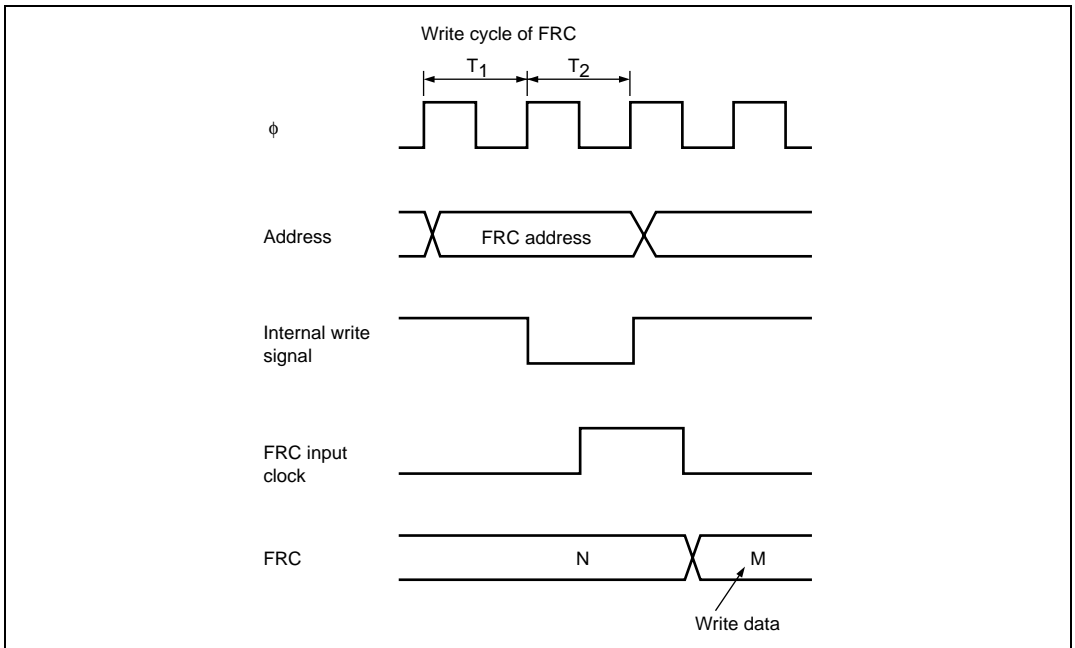 Write cycle of FRC
T1 T2
ϕ
Address
FRC address
Internal write
signal
FRC input
clock
FRC
N
M
Write data